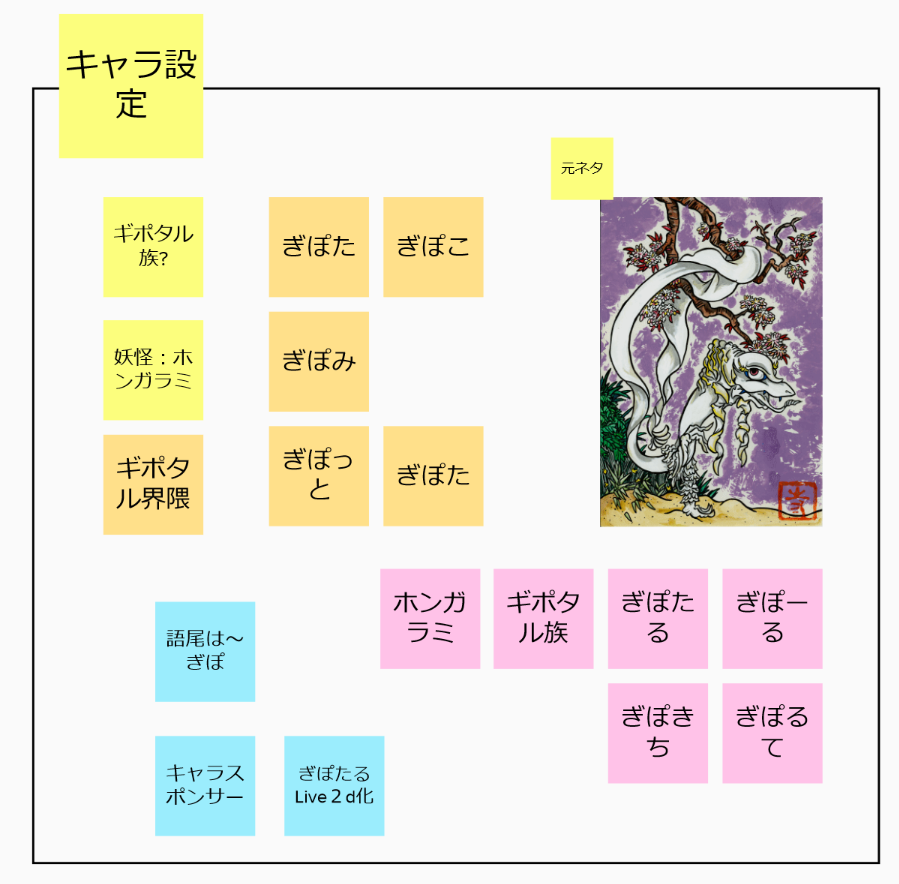 キャラ設
定
元ネタ
ギポタル
族?
ぎぽた
ぎぽこ
妖怪：ホ
ンガラミ
ぎぽみ
ギポタ
ル界隈
ぎぽっ
と
ぎぽた
ホンガ
ラミ
ギポタ
ル族
ぎぽた
る
ぎぽー
る
語尾は～
ぎぽ
ぎぽき
ち
ぎぽる
て
キャラス
ポンサー
ぎぽたる
Live２d化